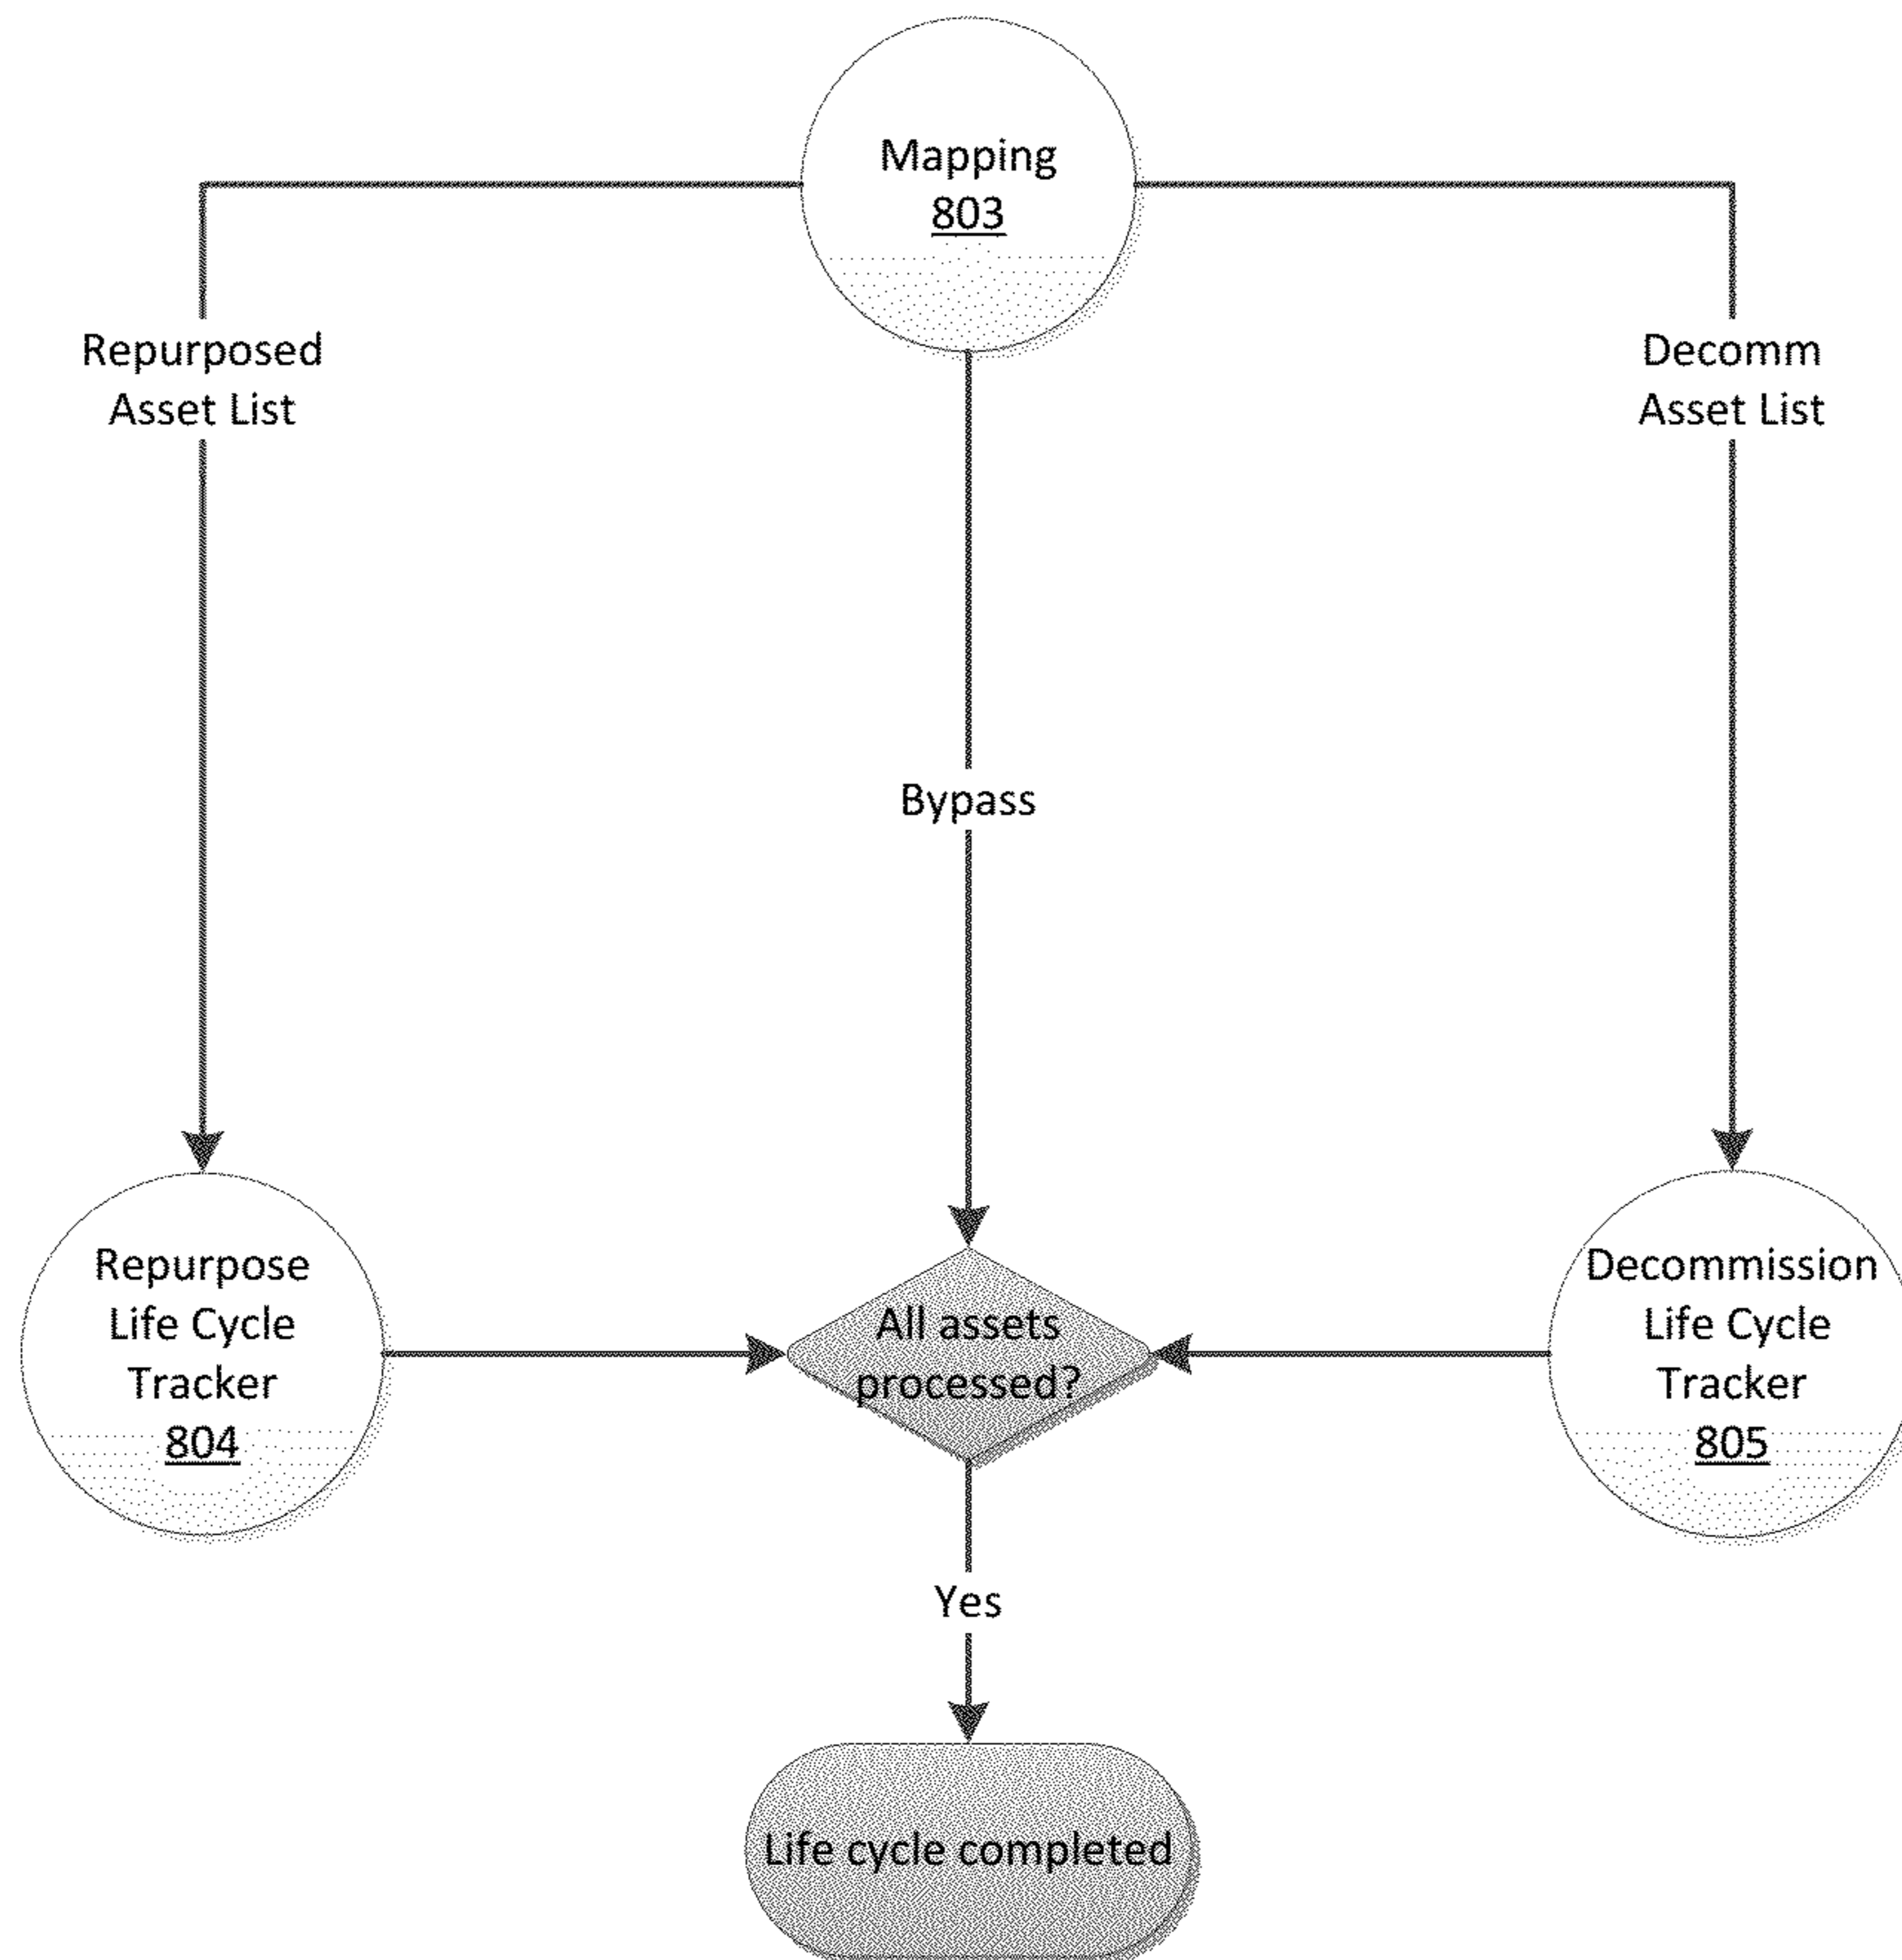 Mapping
803
Repurposed
Asset List
Decomm
Asset List
Bypass
Repurpose
Life Cycle
Tracker
804
All assets
processed?
Decommission
Life Cycle
Tracker
805
Yes
Life cycle completed